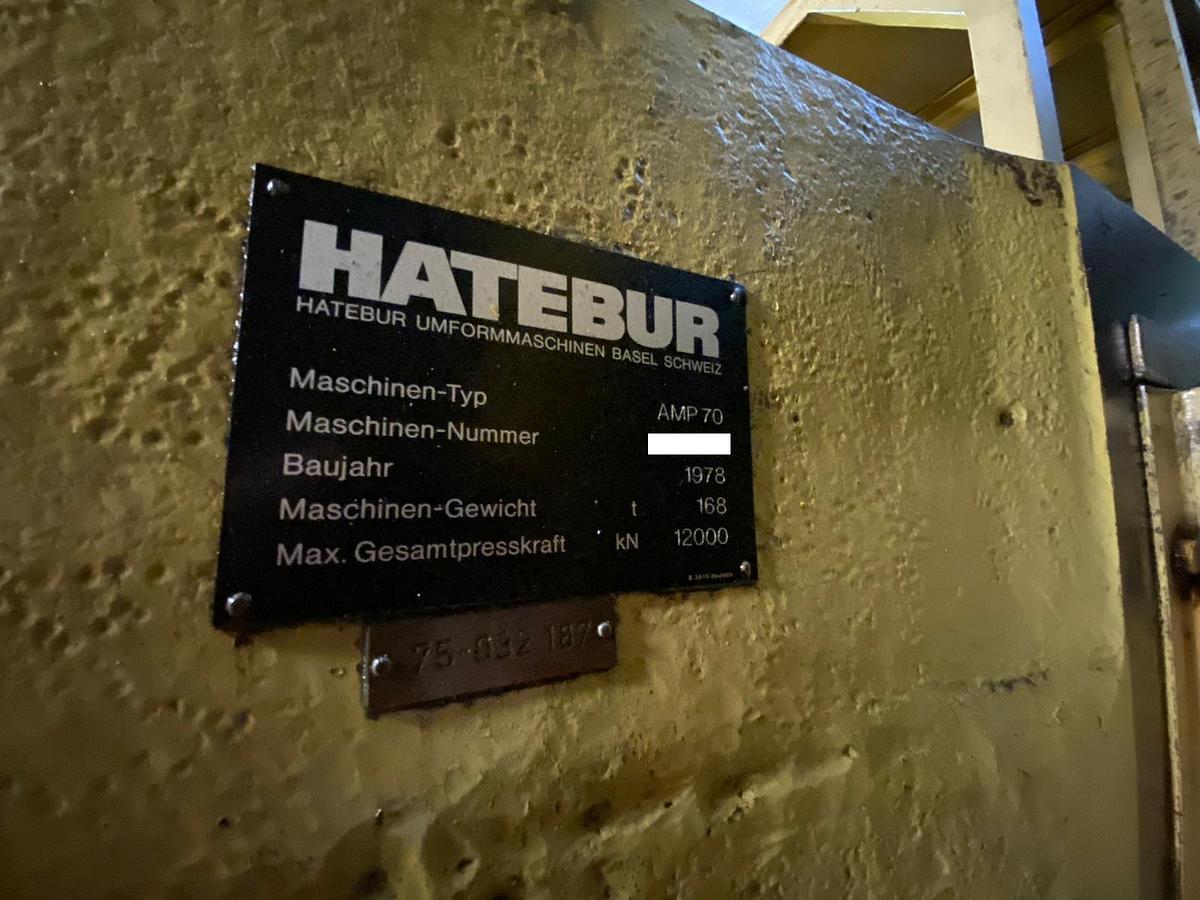 HATEBUR
HATEBUR UMFORMMASCHINEN BASEL SCHWEIZ
Maschinen-Typ AMP 70
Maschinen-Nummer
Baujahr 1978
Maschinen-Gewicht t 168
Max. Gesamtpresskraft kN 12000
75-032 187